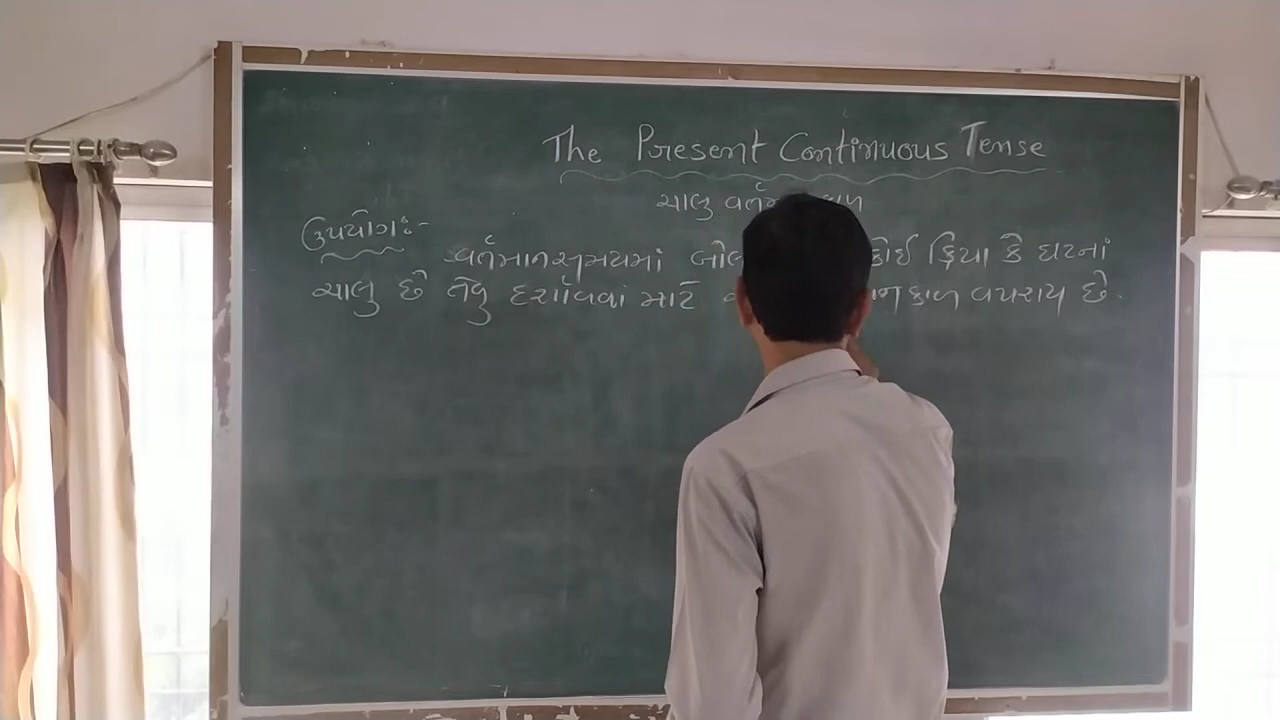 The Present Continuous Tense
ચાલુ
ઉપયોગ :-
વર્તમાનસમયમાં કોઈ ક્રિયા કે ઘટનાં
ચાલુ છે તેવુ દર્શાવવાં માટે વપરાય છે.